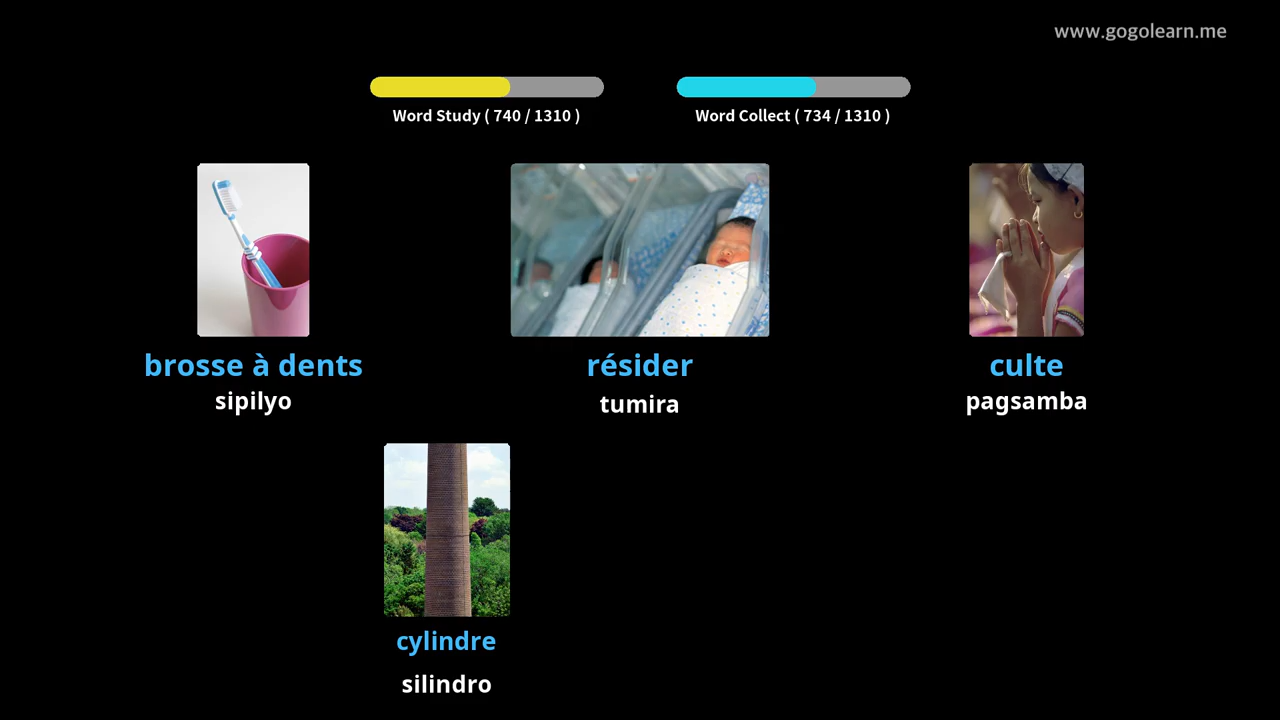 www.gogolearn.me
Word Study ( 740 / 1310 )
Word Collect ( 734 / 1310 )
brosse à dents
sipilyo
résider
tumira
culte
pagsamba
cylindre
silindro